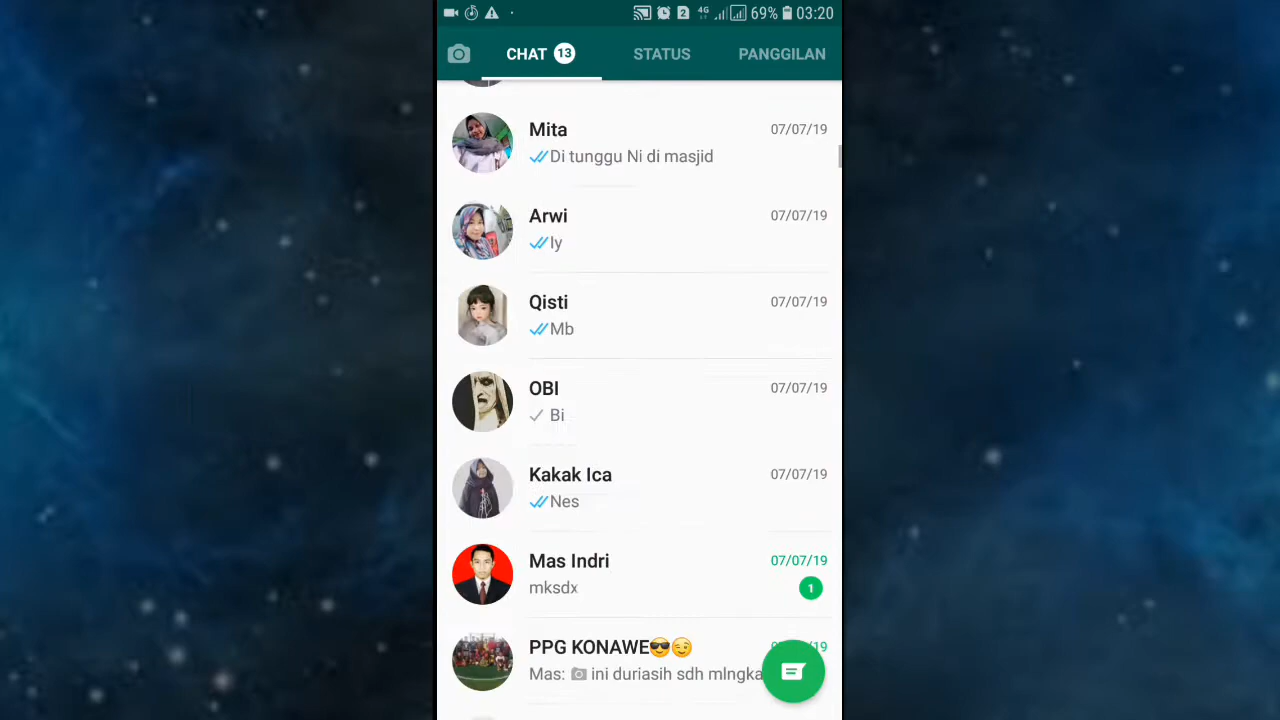 2 4G 69% 03:20
CHAT 13 STATUS PANGGILAN
Mita 07/07/19
Di tunggu Ni di masjid
Arwi 07/07/19
Iy
Qisti 07/07/19
Mb
OBI 07/07/19
Bi
Kakak Ica 07/07/19
Nes
Mas Indri 07/07/19
mksdx 1
PPG KONAWE😎😉
Mas: 📷 ini duriasih sdh mlngka